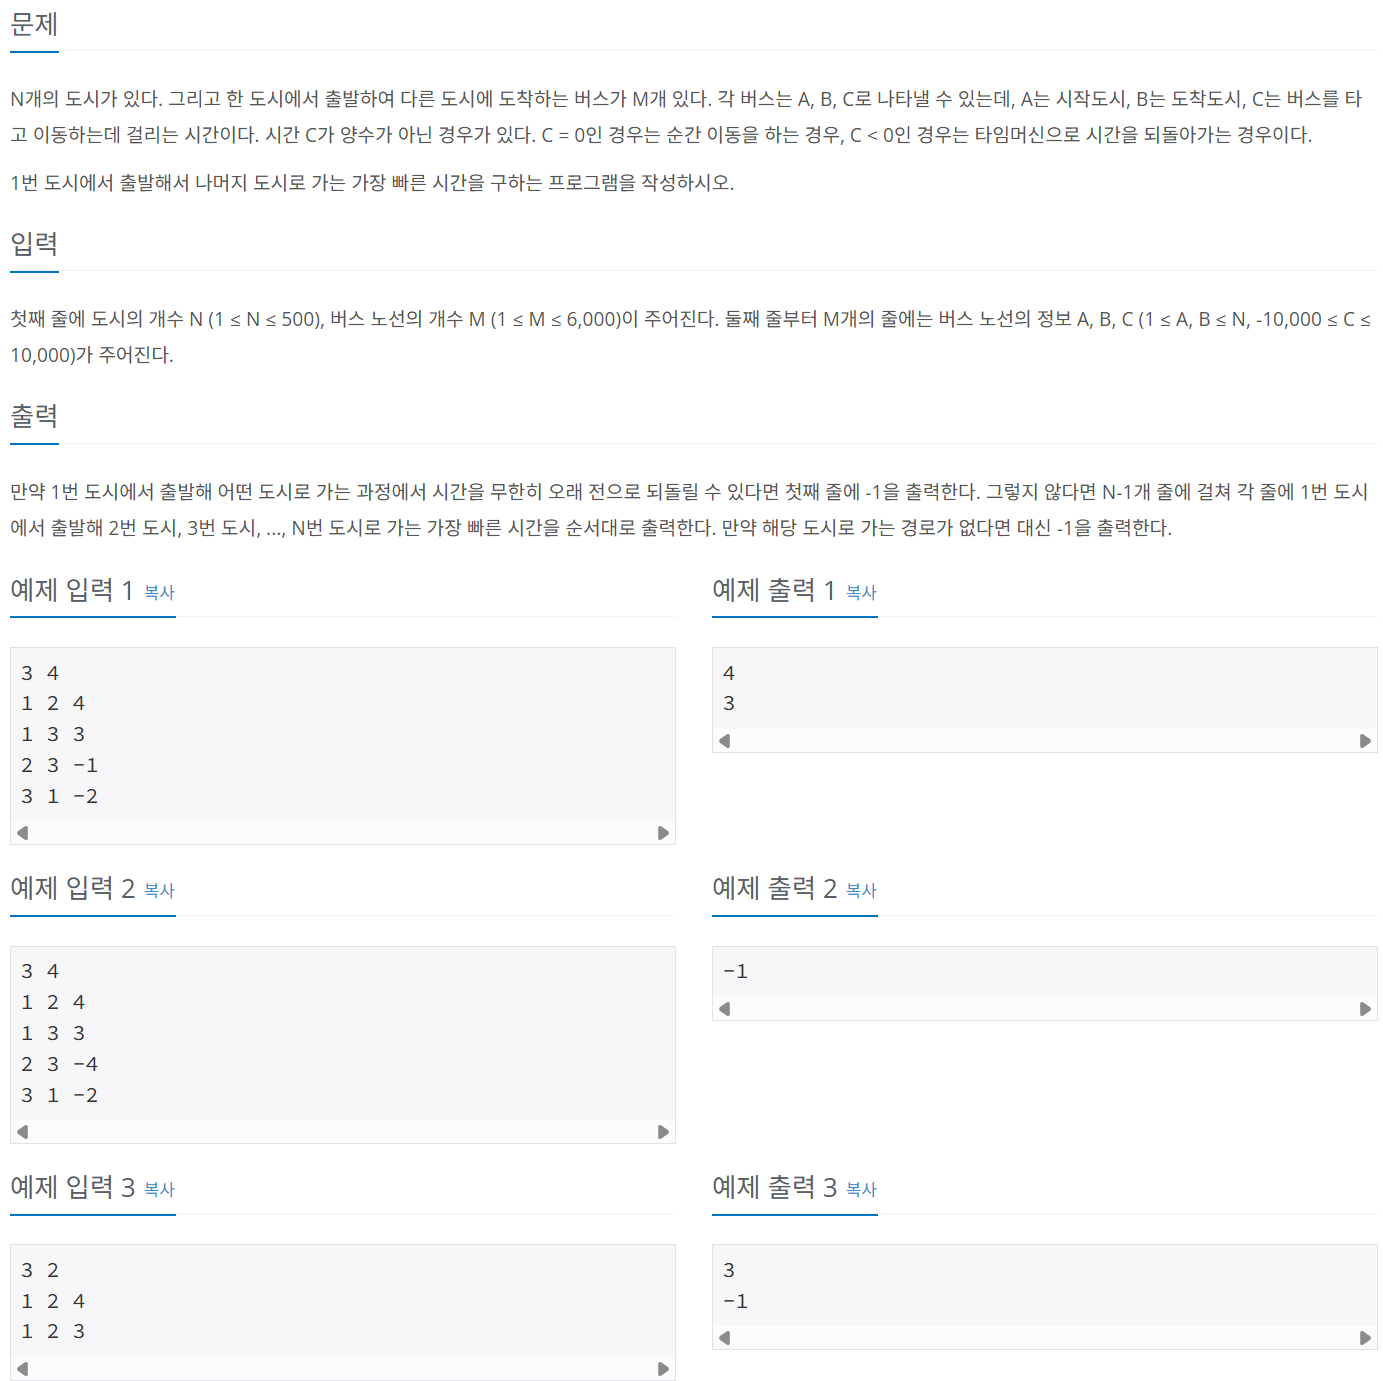 문제
N개의 도시가 있다. 그리고 한 도시에서 출발하여 다른 도시에 도착하는 버스가 M개 있다. 각 버스는 A, B, C로 나타낼 수 있는데, A는 시작도시, B는 도착도시, C는 버스를 타
고 이동하는데 걸리는 시간이다. 시간 C가 양수가 아닌 경우가 있다. C = 0인 경우는 순간 이동을 하는 경우, C < 0인 경우는 타임머신으로 시간을 되돌아가는 경우이다.
1번 도시에서 출발해서 나머지 도시로 가는 가장 빠른 시간을 구하는 프로그램을 작성하시오.
입력
첫째 줄에 도시의 개수 N (1 ≤ N ≤ 500), 버스 노선의 개수 M (1 ≤ M ≤ 6,000)이 주어진다. 둘째 줄부터 M개의 줄에는 버스 노선의 정보 A, B, C (1 ≤ A, B ≤ N, -10,000 ≤ C ≤
10,000)가 주어진다.
출력
만약 1번 도시에서 출발해 어떤 도시로 가는 과정에서 시간을 무한히 오래 전으로 되돌릴 수 있다면 첫째 줄에 -1을 출력한다. 그렇지 않다면 N-1개 줄에 걸쳐 각 줄에 1번 도시
에서 출발해 2번 도시, 3번 도시, ..., N번 도시로 가는 가장 빠른 시간을 순서대로 출력한다. 만약 해당 도시로 가는 경로가 없다면 대신 -1을 출력한다.
예제 입력 1 복사
3 4
1 2 4
1 3 3
2 3 -1
3 1 -2
예제 출력 1 복사
4
3
예제 입력 2 복사
3 4
1 2 4
1 3 3
2 3 -4
3 1 -2
예제 출력 2 복사
-1
예제 입력 3 복사
3 2
1 2 4
1 2 3
예제 출력 3 복사
3
-1